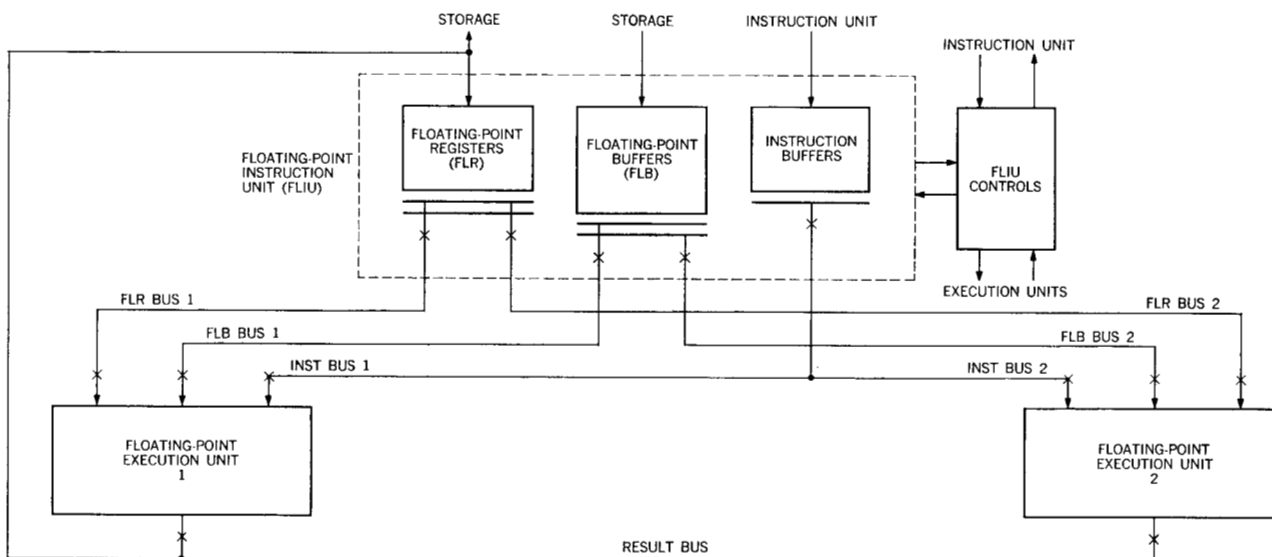 STORAGE
STORAGE
INSTRUCTION UNIT
INSTRUCTION UNIT
FLOATING-POINT
REGISTERS
(FLR)
FLOATING-POINT
BUFFERS
(FLB)
INSTRUCTION
BUFFERS
FLOATING-POINT
INSTRUCTION
UNIT (FLIU)
FLIU
CONTROLS
EXECUTION UNITS
FLR BUS 1
FLR BUS 2
FLB BUS 1
FLB BUS 2
INST BUS 1
INST BUS 2
FLOATING-POINT
EXECUTION UNIT
1
FLOATING-POINT
EXECUTION UNIT
2
RESULT BUS